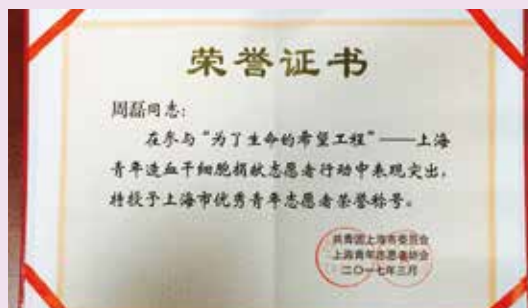 荣誉证书
周磊同志:
在参与“为了生命的希望工程”——上海
青年造血干细胞捐献志愿者行动中表现突出,
特授予上海市优秀青年志愿者荣誉称号。
共青团上海市委员会
上海青年志愿者协会
二〇一七年三月